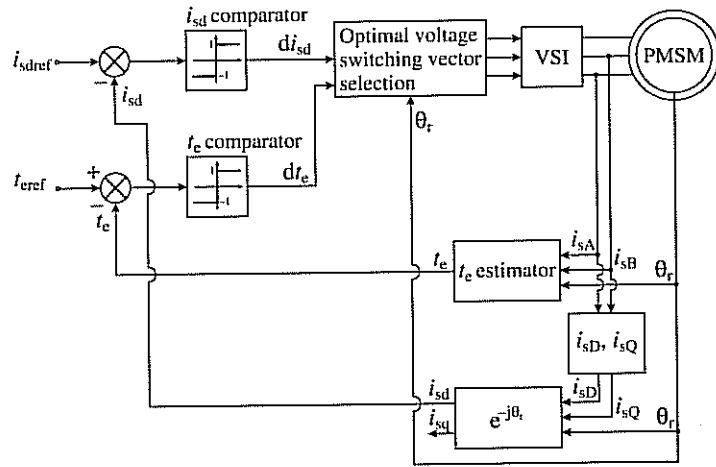 i_sd comparator
i_sdref
−
i_sd
1
-1
di_sd
Optimal voltage
switching vector
selection
VSI
PMSM
θ_r
t_e comparator
t_eref
+
−
t_e
1
-1
dt_e
t_e
t_e estimator
i_sA
i_sB
θ_r
i_sD, i_sQ
i_sD
i_sQ
i_sd
i_sq
e^-jθ_r
θ_r